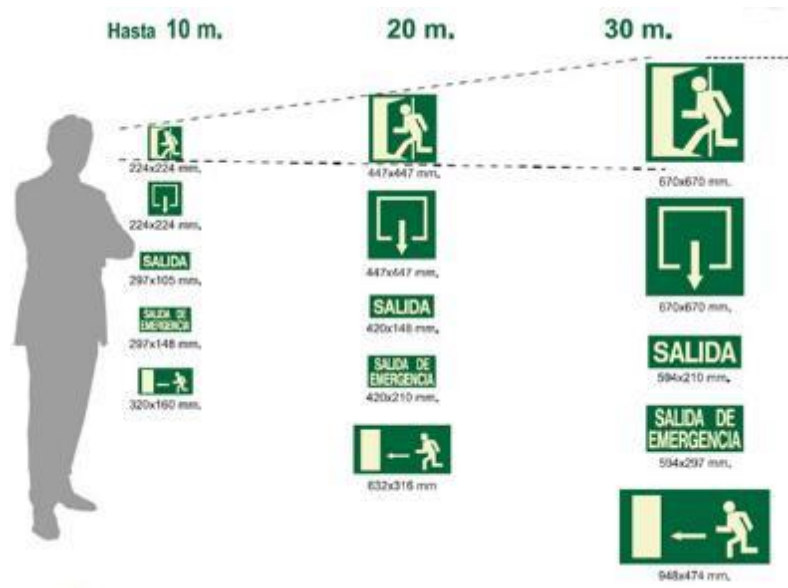 Hasta 10 m.
20 m.
30 m.
224x224 mm.
224x224 mm.
SALIDA
297x105 mm.
SALIDA DE
EMERGENCIA
297x148 mm.
320x160 mm.
447x447 mm.
447x447 mm.
SALIDA
420x148 mm.
SALIDA DE
EMERGENCIA
420x210 mm.
632x316 mm
670x670 mm.
670x670 mm.
SALIDA
594x210 mm.
SALIDA DE
EMERGENCIA
594x297 mm.
948x474 mm.